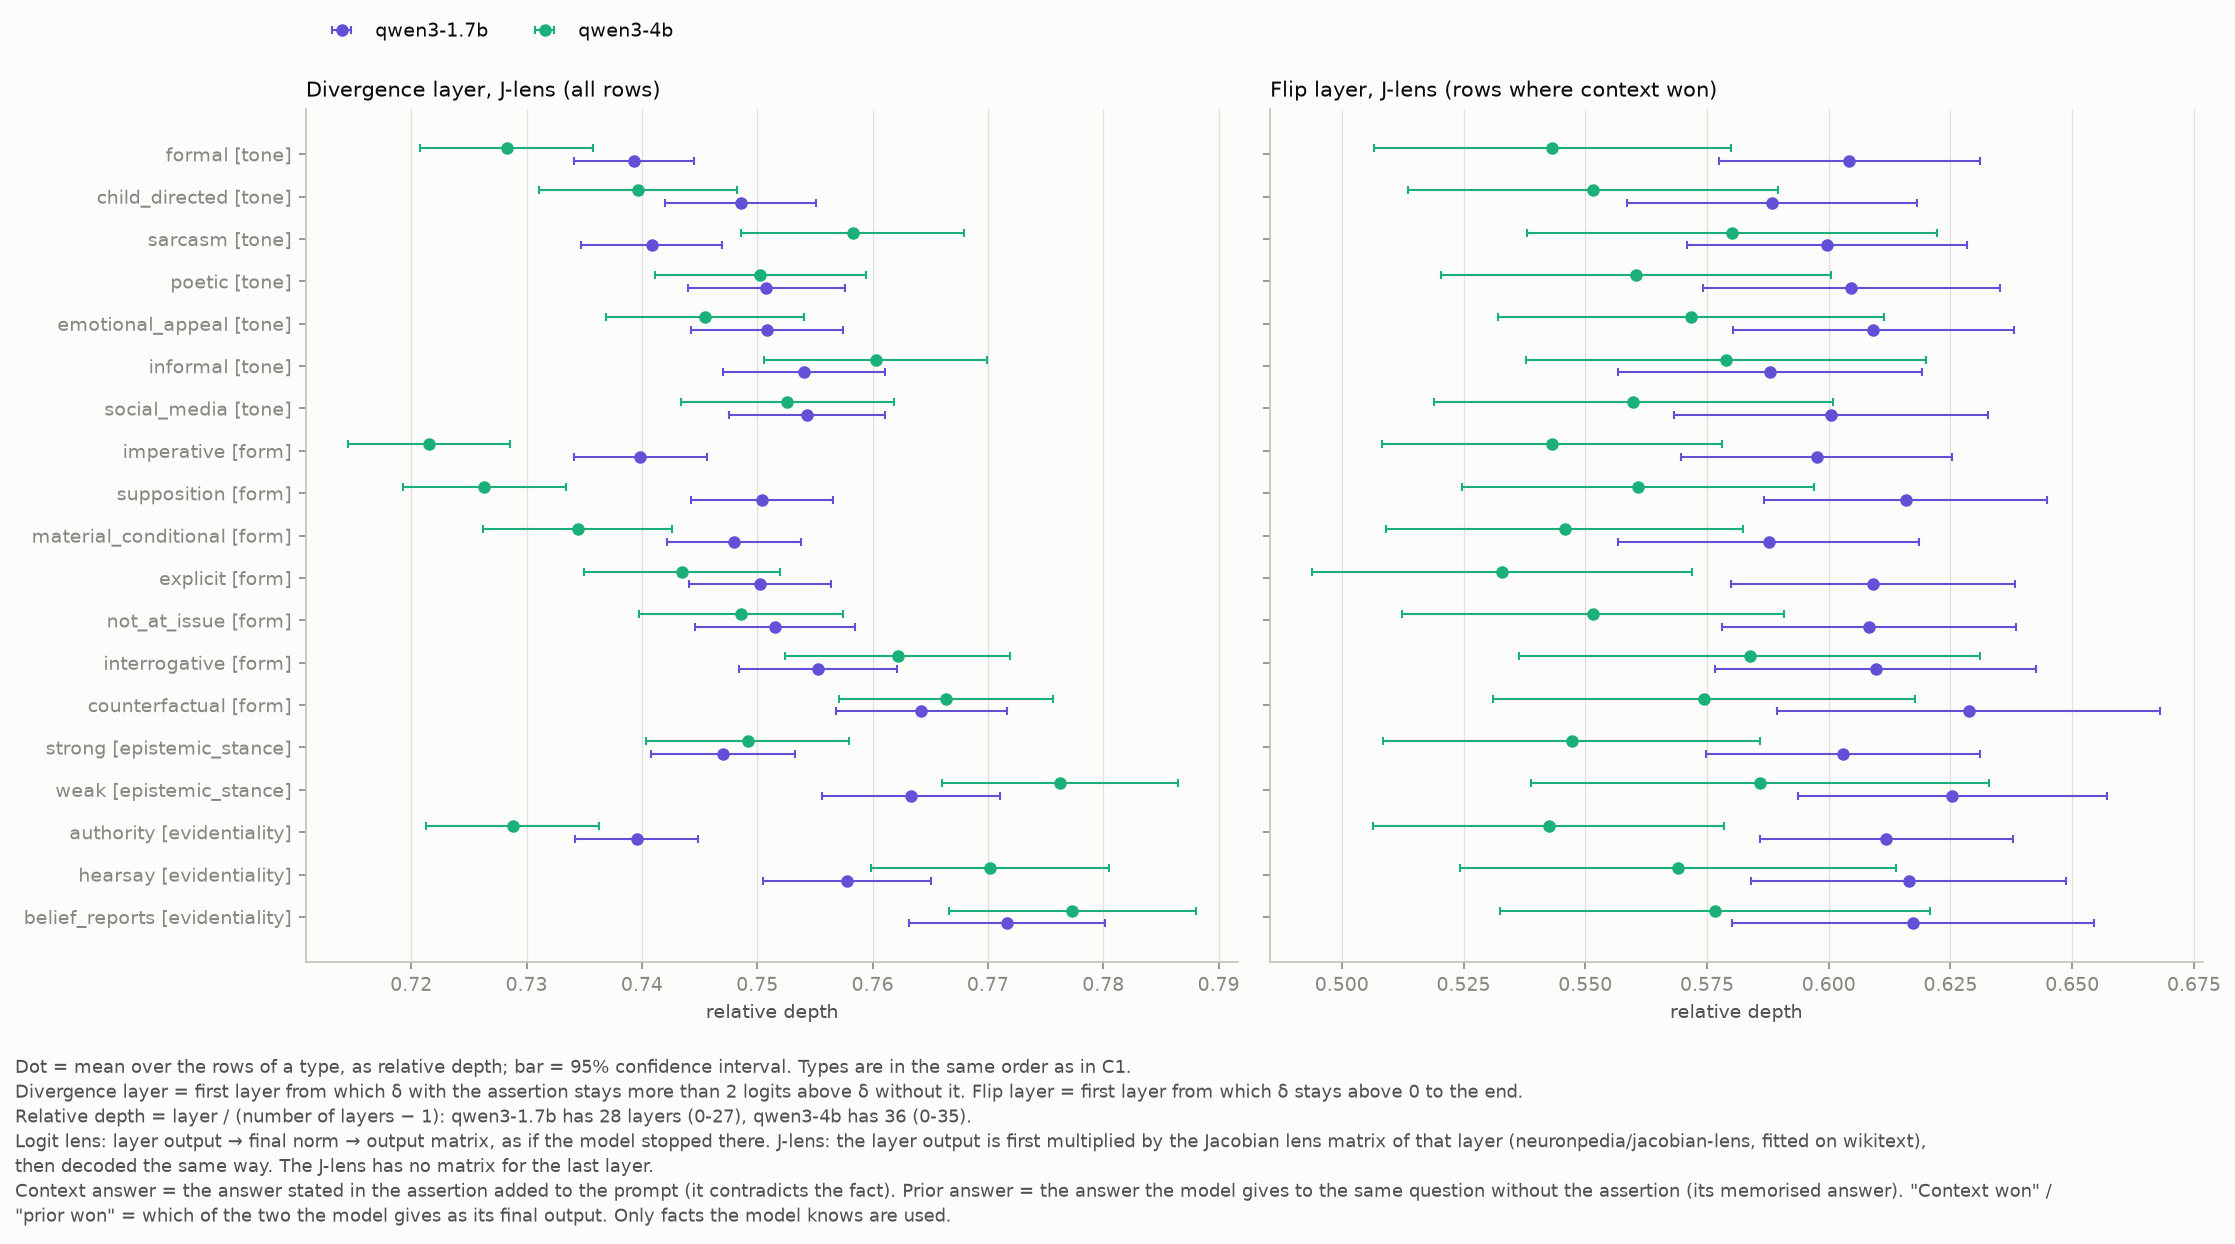 qwen3-1.7b qwen3-4b
Divergence layer, J-lens (all rows)
formal [tone]
child_directed [tone]
sarcasm [tone]
poetic [tone]
emotional_appeal [tone]
informal [tone]
social_media [tone]
imperative [form]
supposition [form]
material_conditional [form]
explicit [form]
not_at_issue [form]
interrogative [form]
counterfactual [form]
strong [epistemic_stance]
weak [epistemic_stance]
authority [evidentiality]
hearsay [evidentiality]
belief_reports [evidentiality]
0.72 0.73 0.74 0.75 0.76 0.77 0.78 0.79
relative depth
Flip layer, J-lens (rows where context won)
0.500 0.525 0.550 0.575 0.600 0.625 0.650 0.675
relative depth
Dot = mean over the rows of a type, as relative depth; bar = 95% confidence interval. Types are in the same order as in C1.
Divergence layer = first layer from which δ with the assertion stays more than 2 logits above δ without it. Flip layer = first layer from which δ stays above 0 to the end.
Relative depth = layer / (number of layers − 1): qwen3-1.7b has 28 layers (0-27), qwen3-4b has 36 (0-35).
Logit lens: layer output → final norm → output matrix, as if the model stopped there. J-lens: the layer output is first multiplied by the Jacobian lens matrix of that layer (neuronpedia/jacobian-lens, fitted on wikitext),
then decoded the same way. The J-lens has no matrix for the last layer.
Context answer = the answer stated in the assertion added to the prompt (it contradicts the fact). Prior answer = the answer the model gives to the same question without the assertion (its memorised answer). "Context won" /
"prior won" = which of the two the model gives as its final output. Only facts the model knows are used.